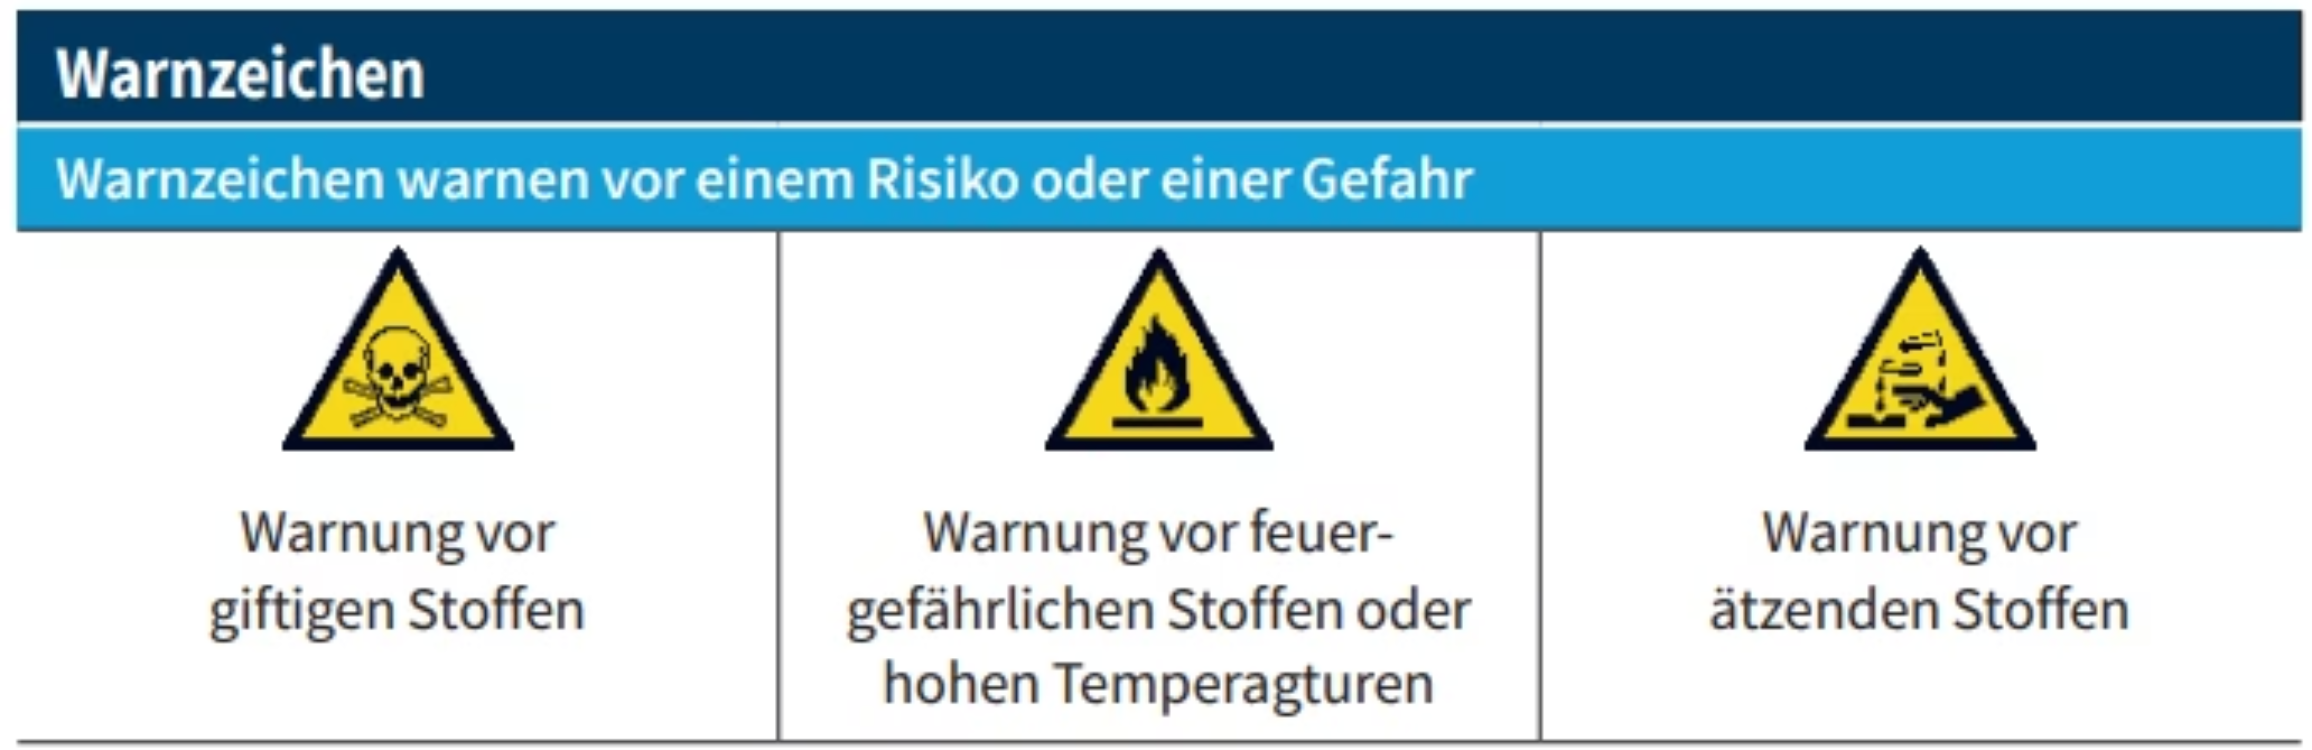 Warnzeichen
Warnzeichen warnen vor einem Risiko oder einer Gefahr
Warnung vor
giftigen Stoffen
Warnung vor feuer-
gefährlichen Stoffen oder
hohen Temperagturen
Warnung vor
ätzenden Stoffen